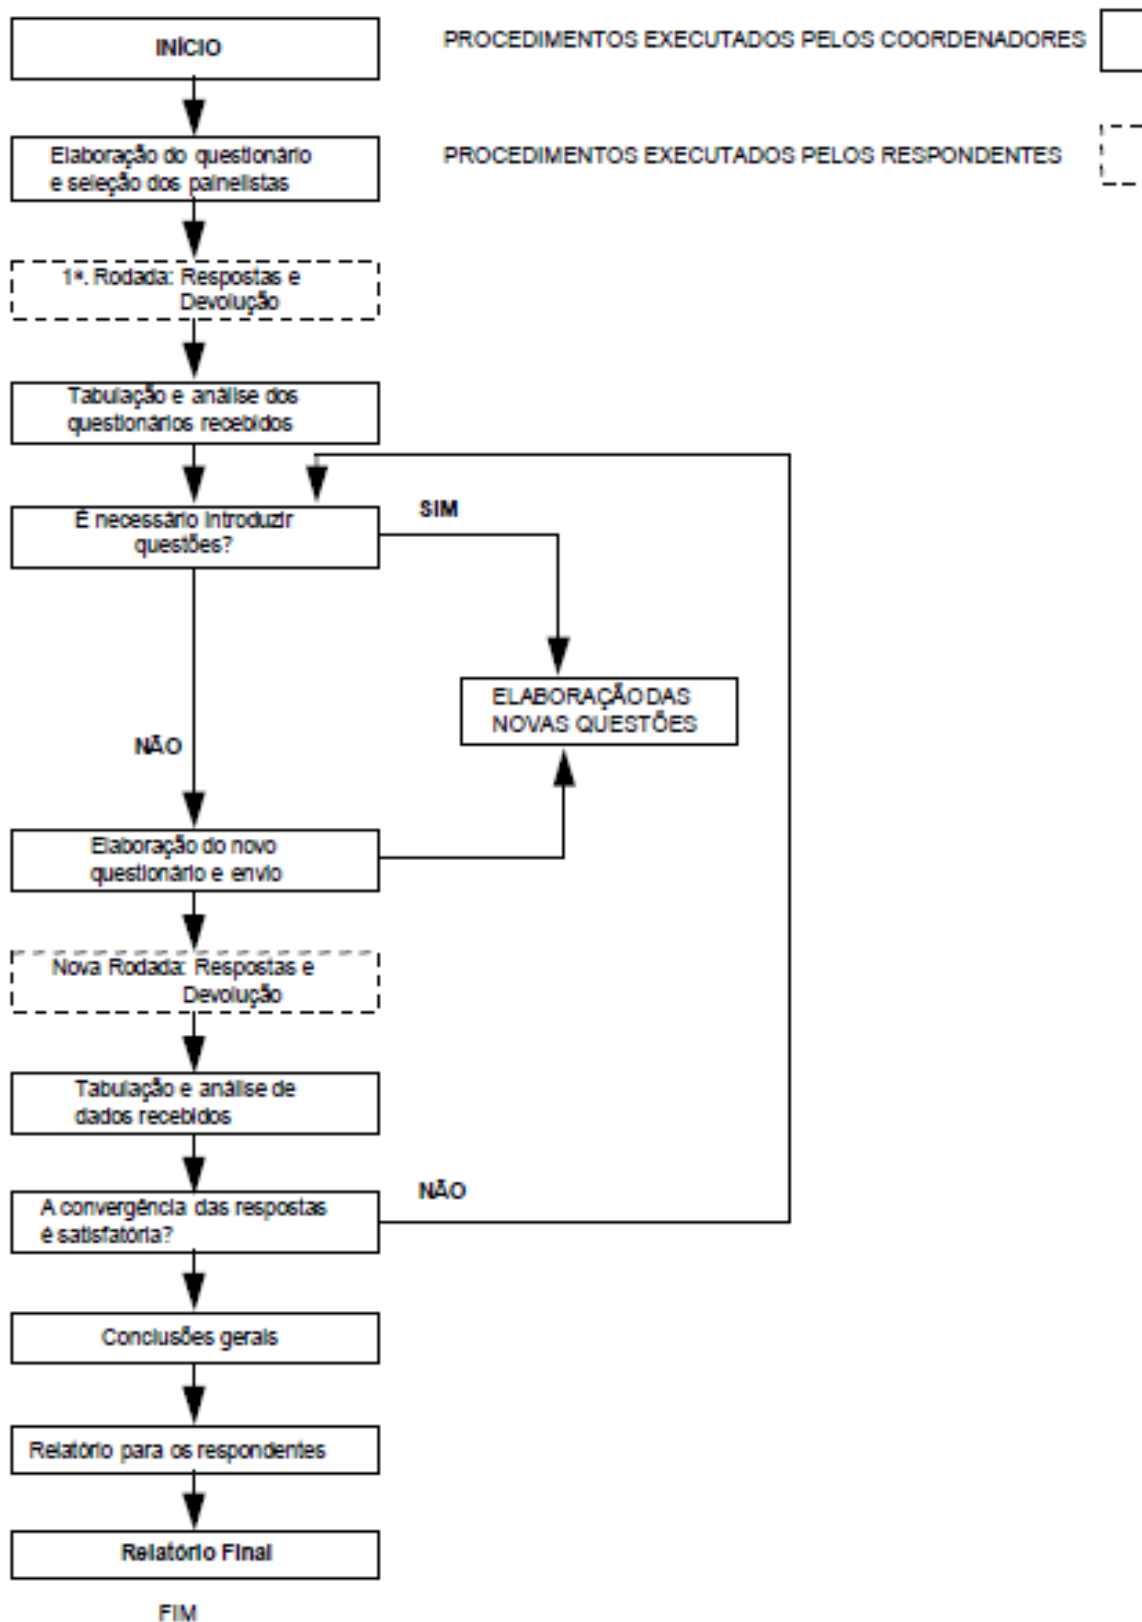 INÍCIO
PROCEDIMENTOS EXECUTADOS PELOS COORDENADORES
Elaboração do questionário
e seleção dos painelistas
PROCEDIMENTOS EXECUTADOS PELOS RESPONDENTES
1ª. Rodada: Respostas e
Devolução
Tabulação e análise dos
questionários recebidos
É necessário introduzir
questões?
SIM
ELABORAÇÃO DAS
NOVAS QUESTÕES
NÃO
Elaboração do novo
questionário e envio
Nova Rodada: Respostas e
Devolução
Tabulação e análise de
dados recebidos
A convergência das respostas
é satisfatória?
NÃO
Conclusões gerais
Relatório para os respondentes
Relatório Final
FIM